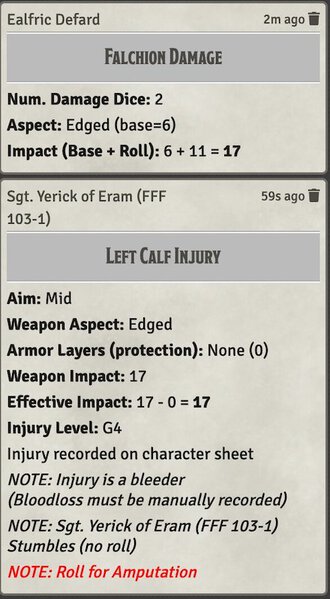 Ealfric Defard 2m ago
Falchion Damage
Num. Damage Dice: 2
Aspect: Edged (base=6)
Impact (Base + Roll): 6 + 11 = 17
Sgt. Yerick of Eram (FFF 59s ago
103-1)
Left Calf Injury
Aim: Mid
Weapon Aspect: Edged
Armor Layers (protection): None (0)
Weapon Impact: 17
Effective Impact: 17 - 0 = 17
Injury Level: G4
Injury recorded on character sheet
NOTE: Injury is a bleeder
(Bloodloss must be manually recorded)
NOTE: Sgt. Yerick of Eram (FFF 103-1)
Stumbles (no roll)
NOTE: Roll for Amputation